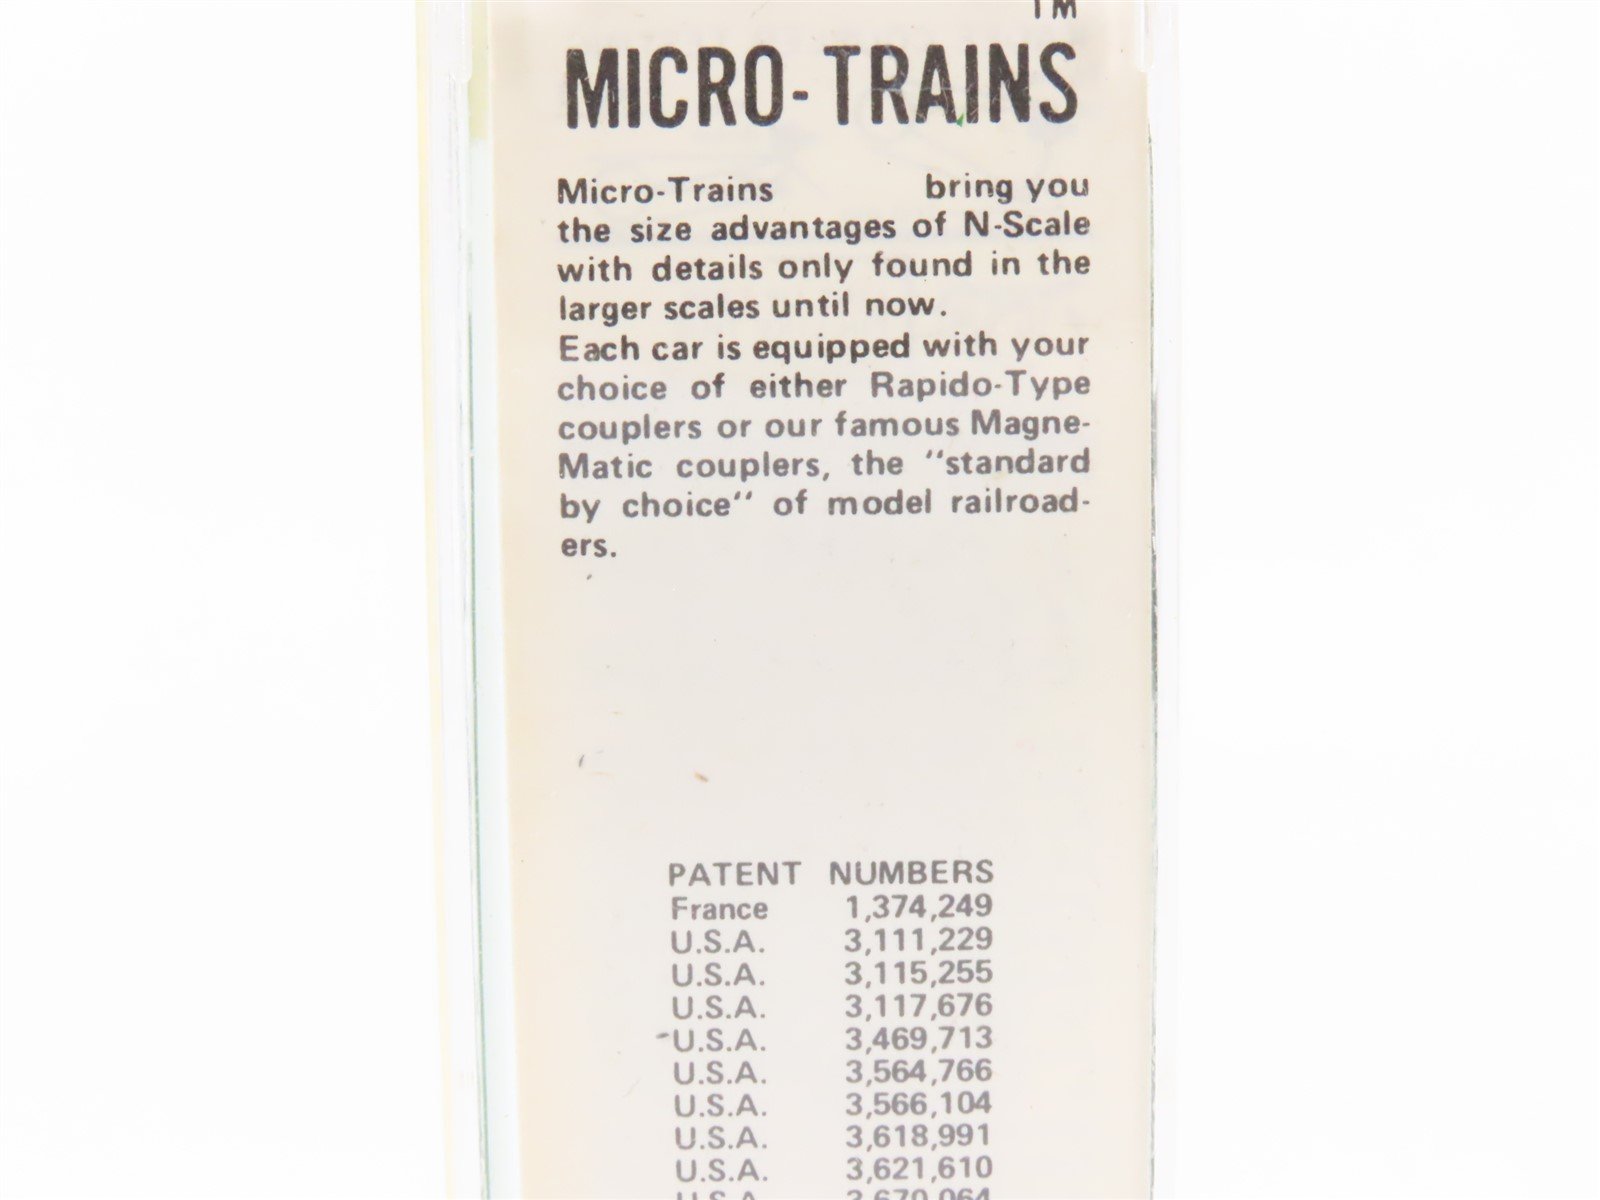 TM
MICRO-TRAINS
Micro-Trains bring you
the size advantages of N-Scale
with details only found in the
larger scales until now.
Each car is equipped with your
choice of either Rapido-Type
couplers or our famous Magne-
Matic couplers, the "standard
by choice" of model railroad-
ers.
PATENT NUMBERS
France 1,374,249
U.S.A. 3,111,229
U.S.A. 3,115,255
U.S.A. 3,117,676
U.S.A. 3,469,713
U.S.A. 3,564,766
U.S.A. 3,566,104
U.S.A. 3,618,991
U.S.A. 3,621,610
U.S.A. 3,670,064